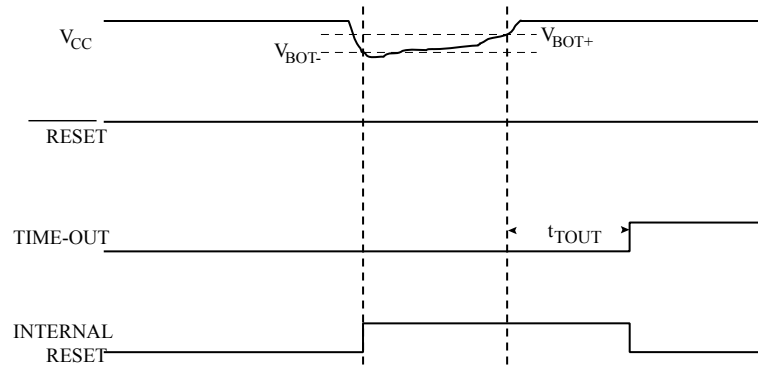 VCC
VBOT-
VBOT+
RESET
TIME-OUT
tTOUT
INTERNAL
RESET